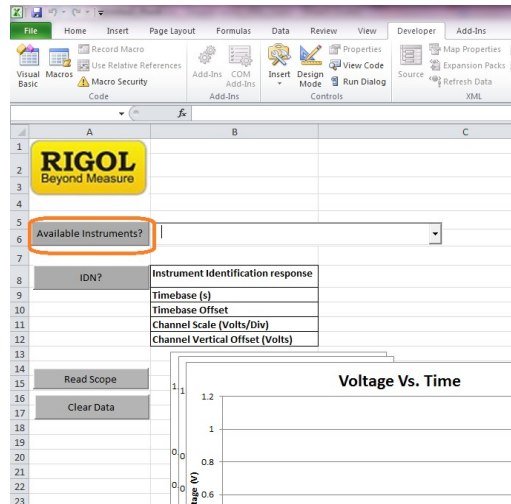 File Home Insert Page Layout Formulas Data Review View Developer Add-Ins
Visual Basic
Macros
Record Macro
Use Relative References
Macro Security
Code
Add-Ins
COM Add-Ins
Add-Ins
Insert
Design Mode
Properties
View Code
Run Dialog
Controls
Source
Map Properties
Expansion Packs
Refresh Data
XML
fx
A B C
1
2
3
4
5
6
7
8
9
10
11
12
13
14
15
16
17
18
19
20
21
22
23
RIGOL
Beyond Measure
Available Instruments?
IDN?
Instrument Identification response
Timebase (s)
Timebase Offset
Channel Scale (Volts/Div)
Channel Vertical Offset (Volts)
Read Scope
Clear Data
Voltage Vs. Time
1.2
1
0.8
0.6